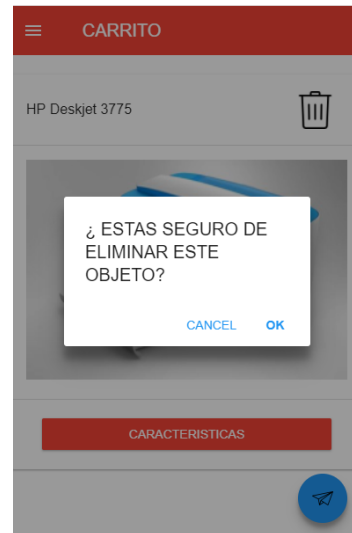 CARRITO
HP Deskjet 3775
¿ ESTAS SEGURO DE
ELIMINAR ESTE
OBJETO?
CANCEL OK
CARACTERISTICAS